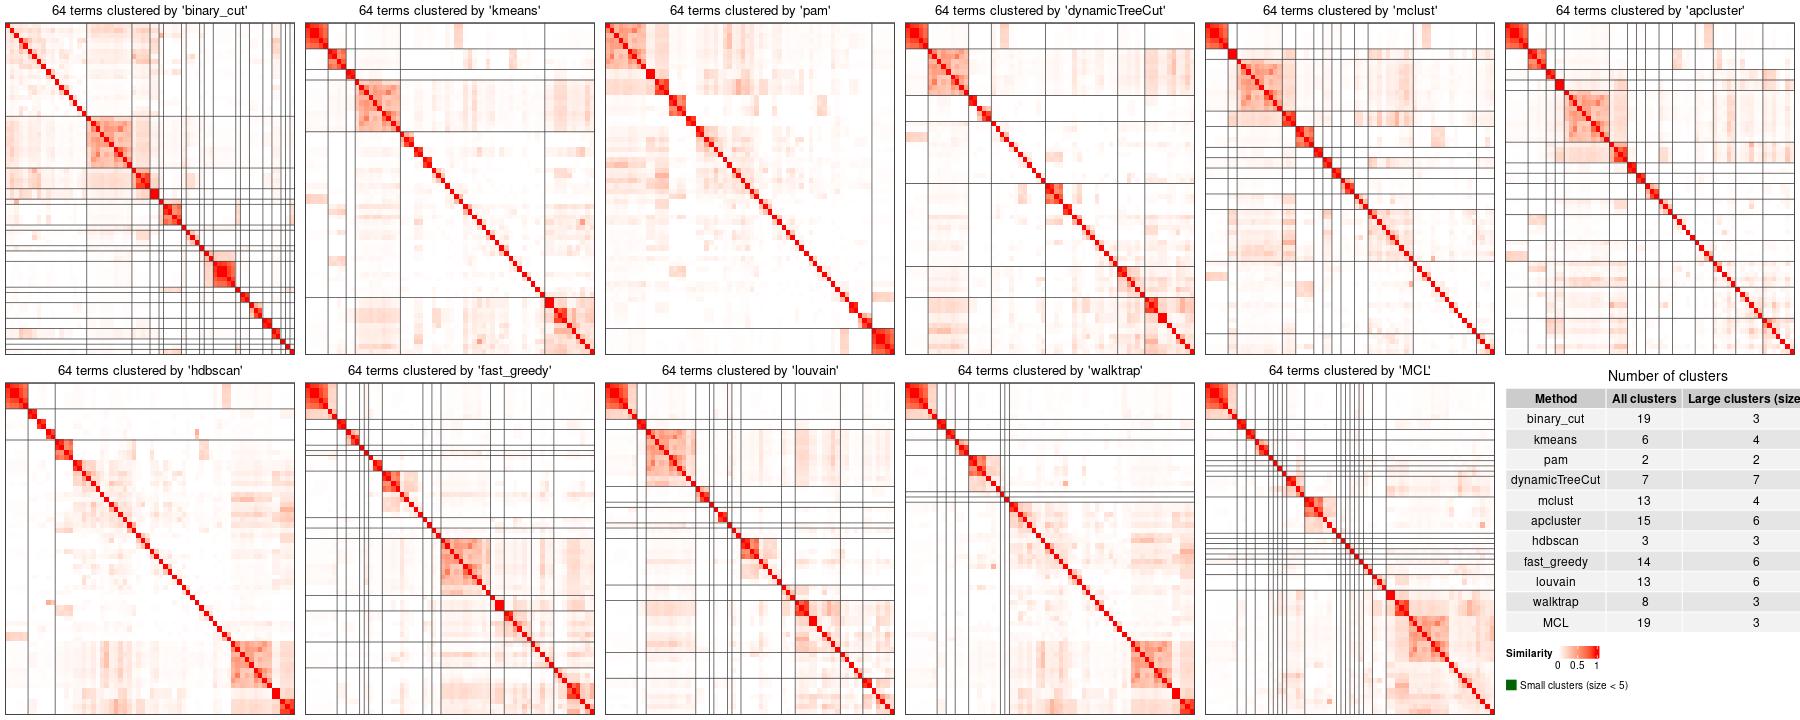 64 terms clustered by 'binary_cut'
64 terms clustered by 'kmeans'
64 terms clustered by 'pam'
64 terms clustered by 'dynamicTreeCut'
64 terms clustered by 'mclust'
64 terms clustered by 'apcluster'
64 terms clustered by 'hdbscan'
64 terms clustered by 'fast_greedy'
64 terms clustered by 'louvain'
64 terms clustered by 'walktrap'
64 terms clustered by 'MCL'
Number of clusters
Method All clusters Large clusters (size
binary_cut 19 3
kmeans 6 4
pam 2 2
dynamicTreeCut 7 7
mclust 13 4
apcluster 15 6
hdbscan 3 3
fast_greedy 14 6
louvain 13 6
walktrap 8 3
MCL 19 3
Similarity
0 0.5 1
Small clusters (size < 5)